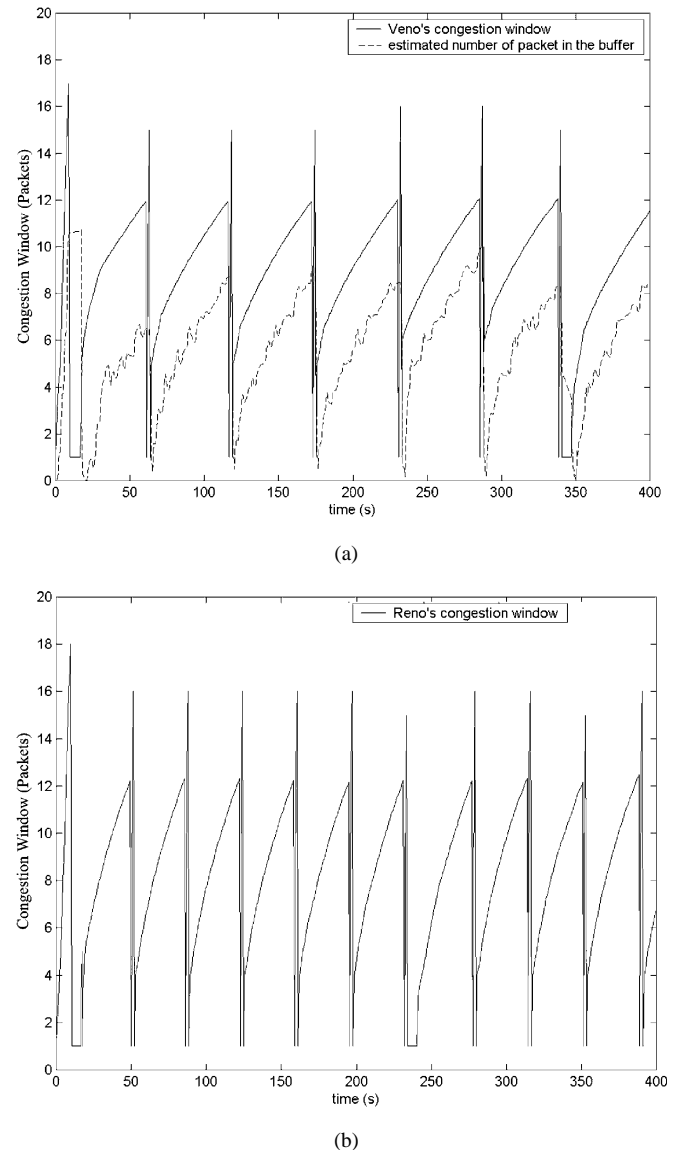 20
18
16
14
12
10
8
6
4
2
0
Congestion Window (Packets)
Veno's congestion window
estimated number of packet in the buffer
0 50 100 150 200 250 300 350 400
time (s)
(a)
20
18
16
14
12
10
8
6
4
2
0
Congestion Window (Packets)
Reno's congestion window
0 50 100 150 200 250 300 350 400
time (s)
(b)